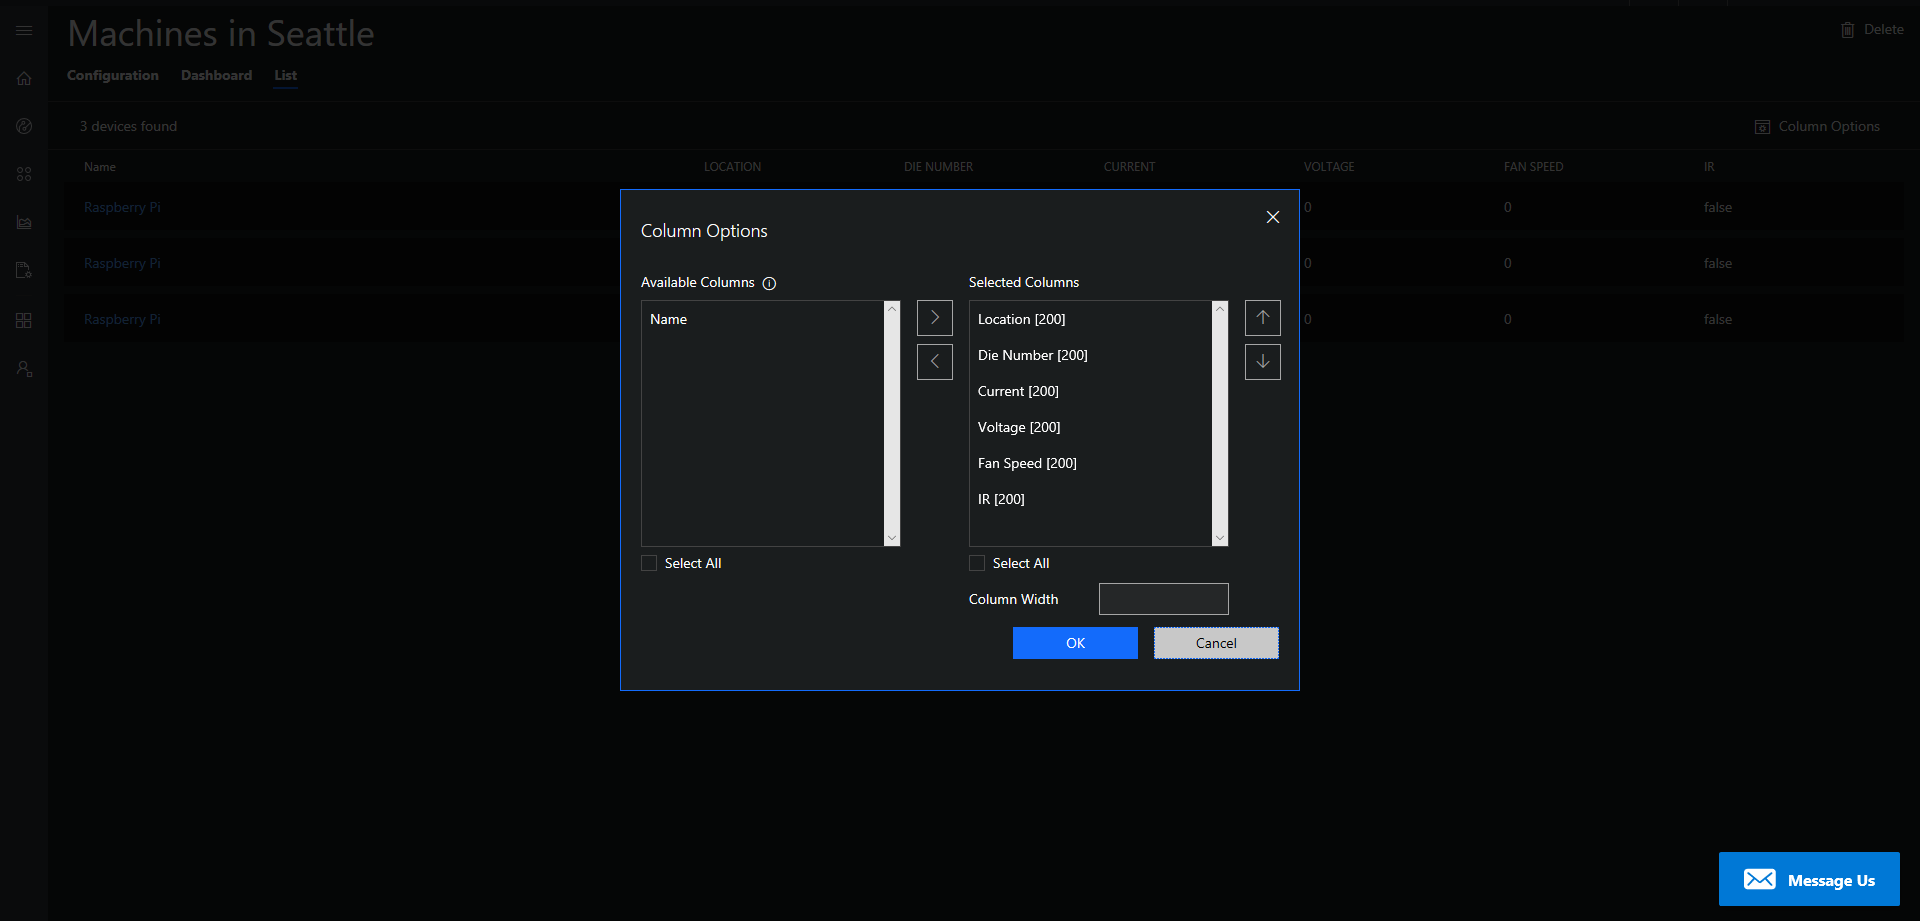 Machines in Seattle
Delete
Configuration Dashboard List
3 devices found
Column Options
Name LOCATION DIE NUMBER CURRENT VOLTAGE FAN SPEED IR
Raspberry Pi 0 0 false
Raspberry Pi 0 0 false
Raspberry Pi 0 0 false
Column Options
Available Columns
Name
Select All
Selected Columns
Location [200]
Die Number [200]
Current [200]
Voltage [200]
Fan Speed [200]
IR [200]
Select All
Column Width
OK
Cancel
Message Us